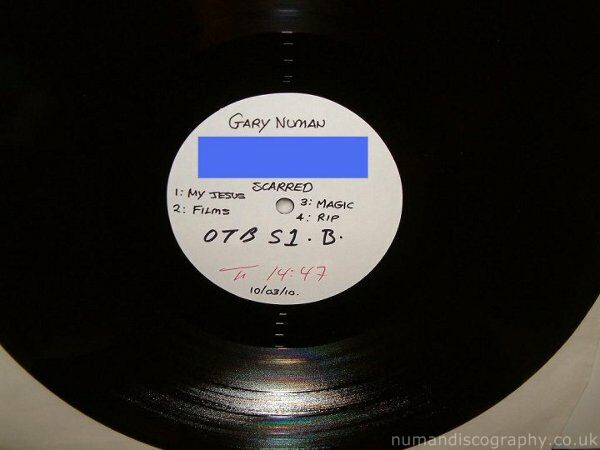 GARY NUMAN
SCARRED
1: MY JESUS
2: FILMS
3: MAGIC
4: RIP
OTB S1. B.
14:47
10/03/10.
numandiscography.co.uk